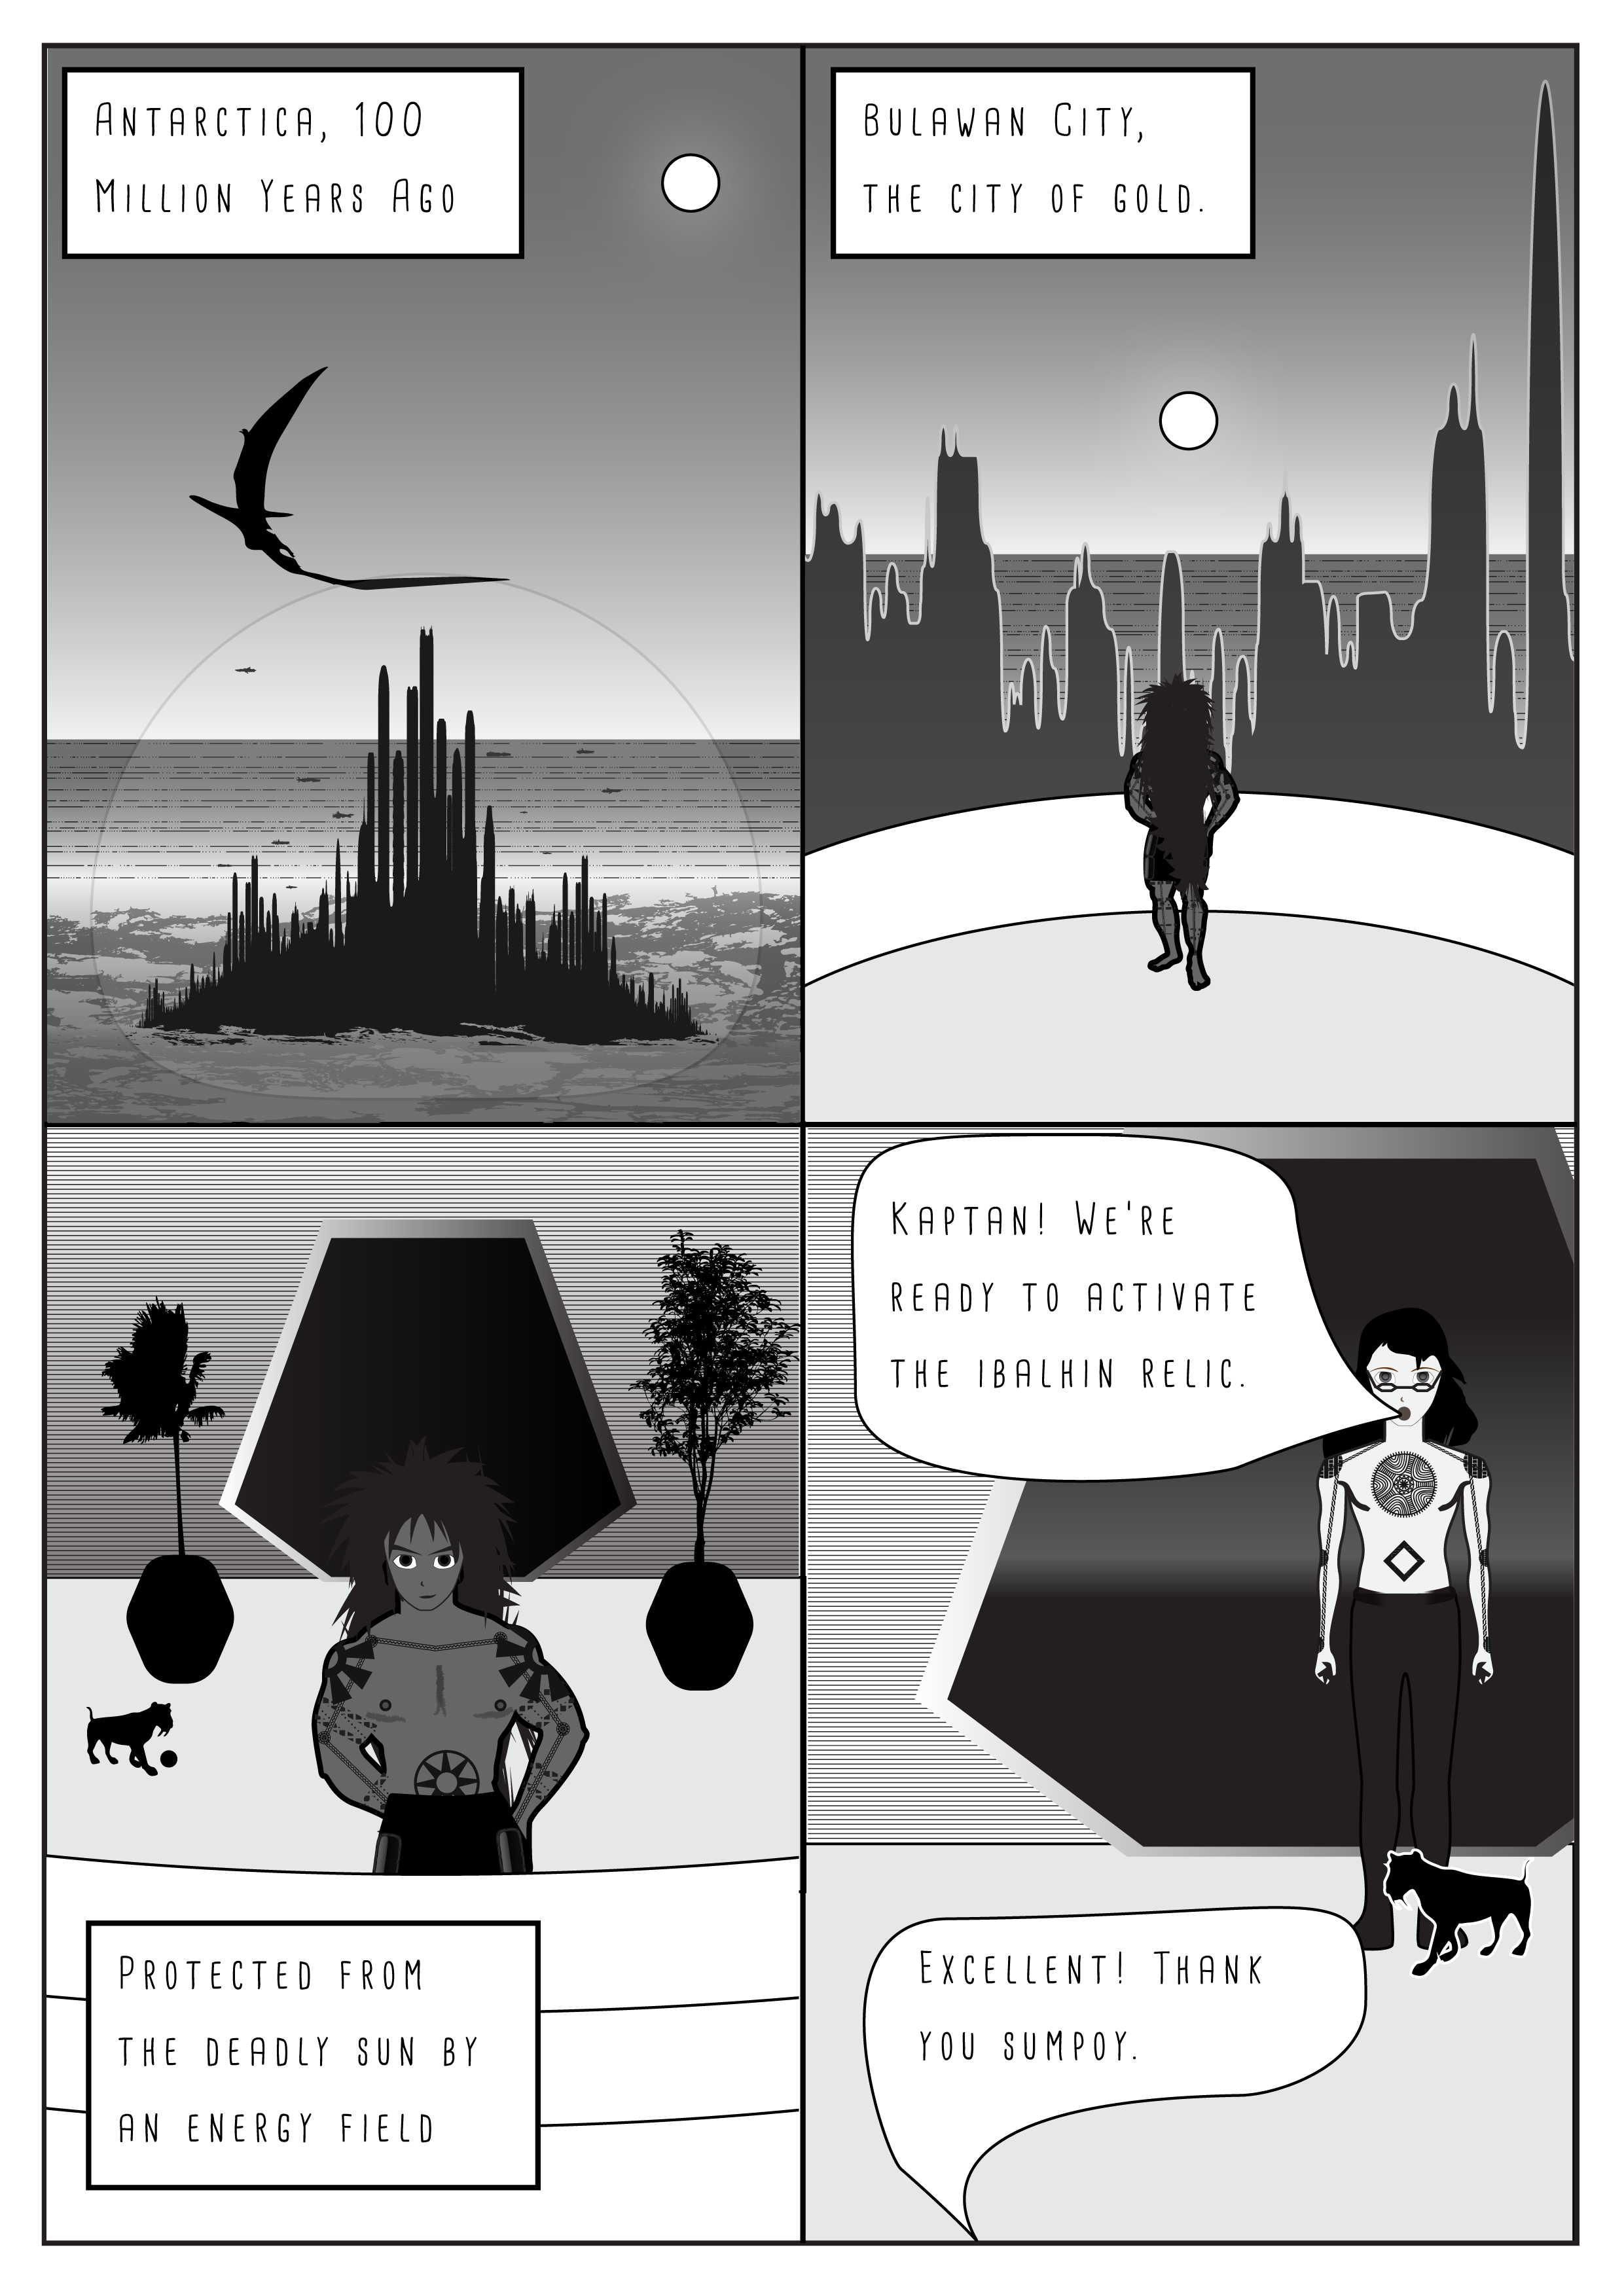 Antarctica, 100
Million Years Ago
Bulawan City,
the city of gold.
Protected from
the deadly sun by
an energy field
Kaptan! We're
ready to activate
the ibalhin relic.
Excellent! Thank
you sumpoy.